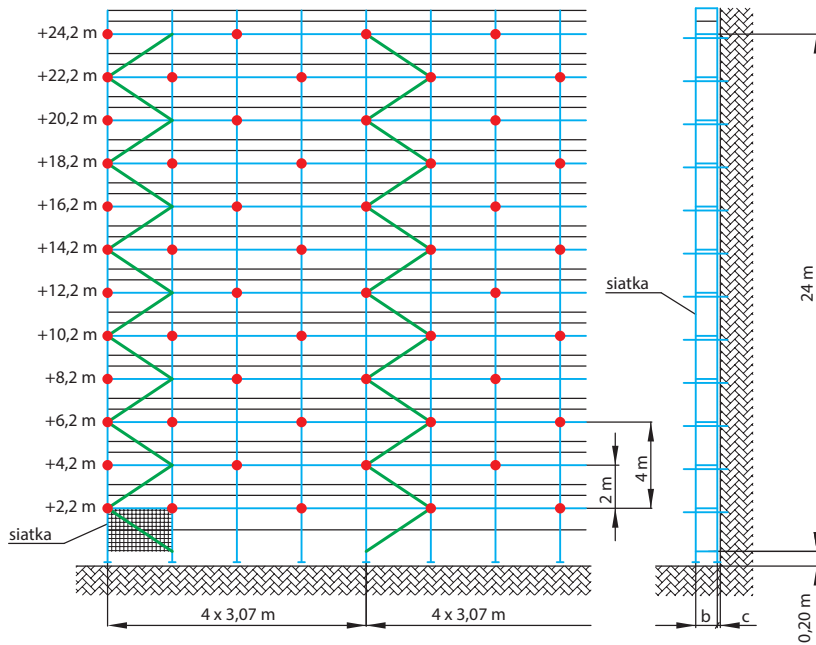 +24,2 m
+22,2 m
+20,2 m
+18,2 m
+16,2 m
+14,2 m
+12,2 m
+10,2 m
+8,2 m
+6,2 m
+4,2 m
+2,2 m
siatka
2 m
4 m
4 x 3,07 m
4 x 3,07 m
siatka
24 m
b
c
0,20 m